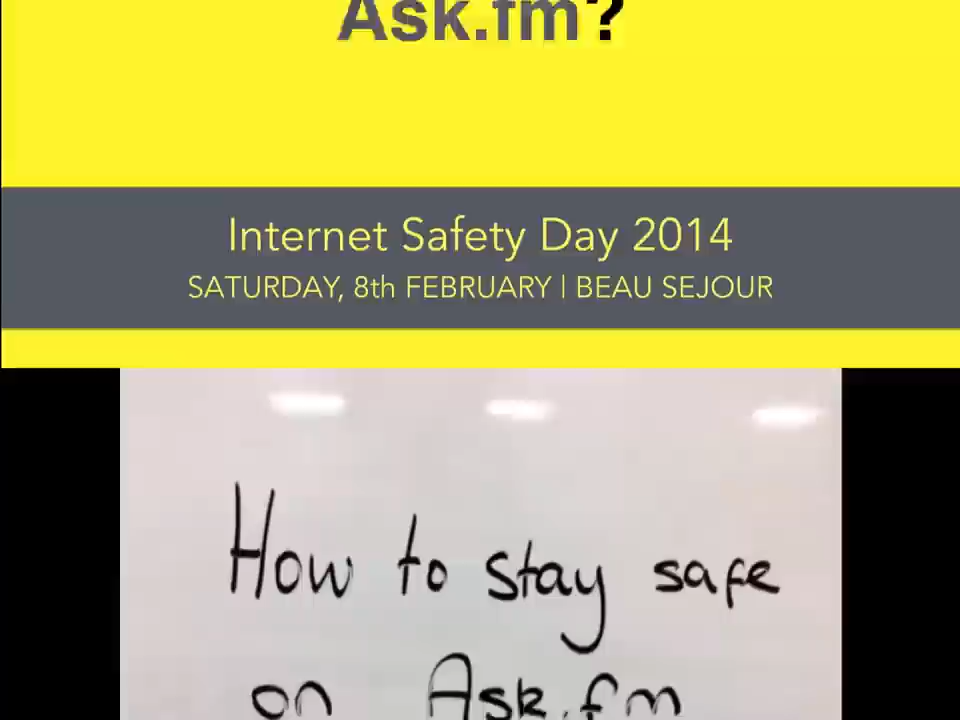 Ask.fm?
Internet Safety Day 2014
SATURDAY, 8th FEBRUARY | BEAU SEJOUR
How to stay safe
on Ask.fm